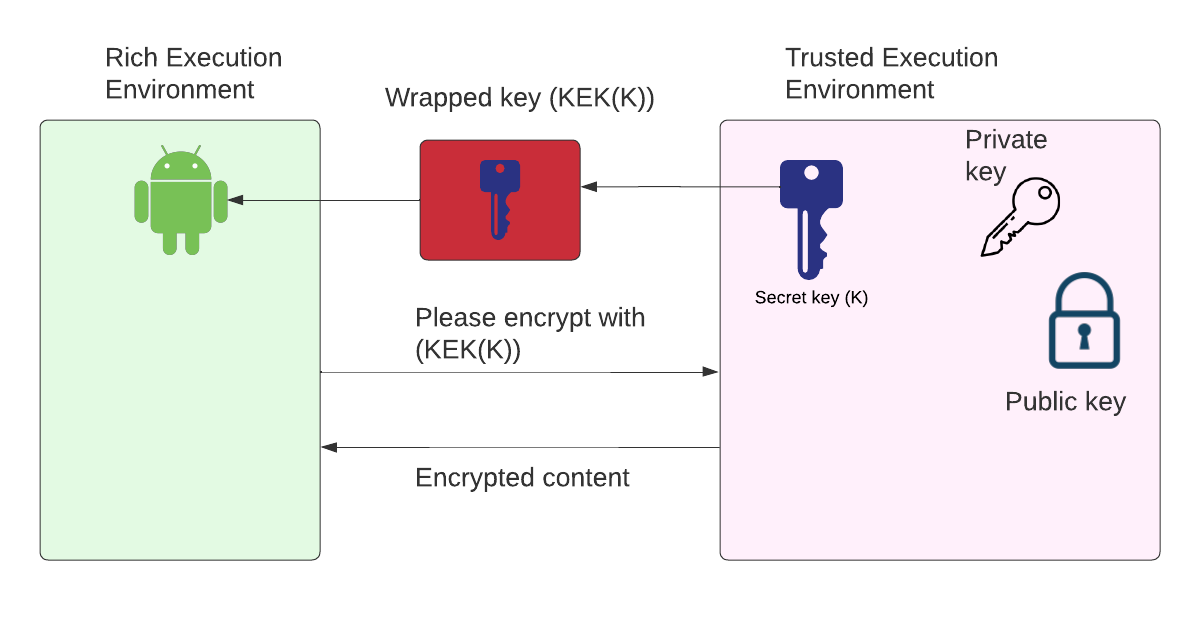 Rich Execution
Environment
Trusted Execution
Environment
Wrapped key (KEK(K))
Private
key
Secret key (K)
Please encrypt with
(KEK(K))
Public key
Encrypted content